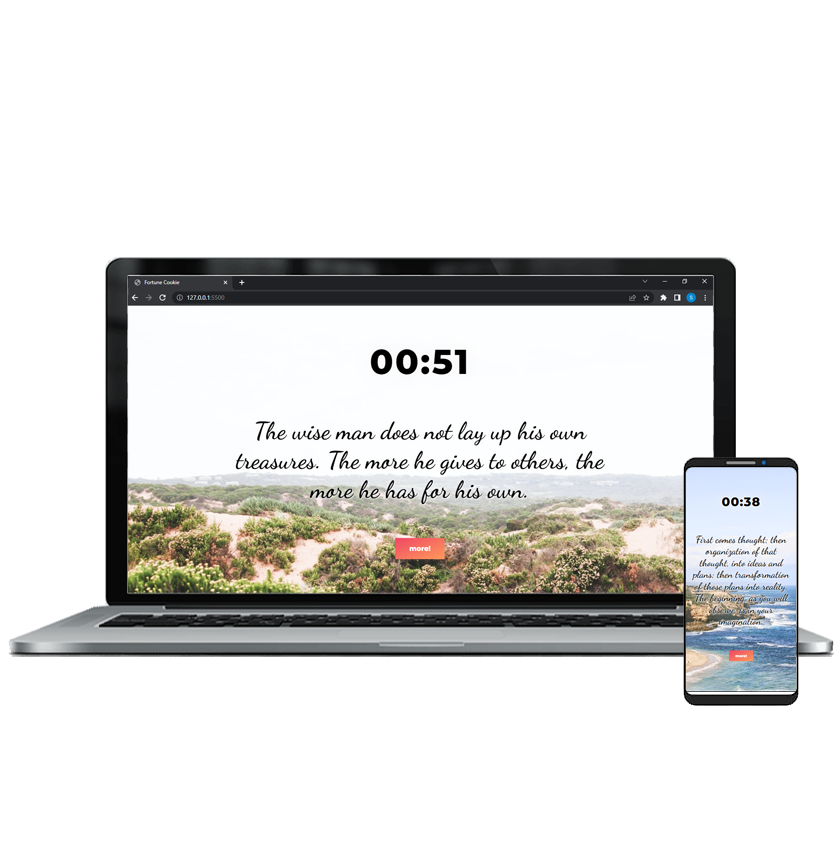 Fortune Cookie
127.0.0.1:5500
S
00:51
The wise man does not lay up his own
treasures. The more he gives to others, the
more he has for his own.
more!
00:38
First comes thought; then
organization of that
thought, into ideas and
plans; then transformation
of those plans into reality.
The beginning, as you will
observe, is in your
imagination.
more!